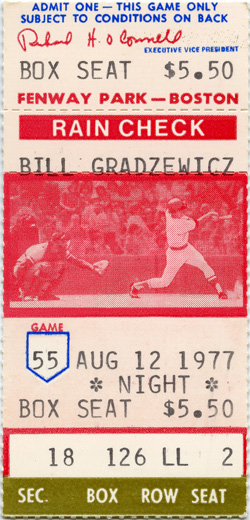 ADMIT ONE — THIS GAME ONLY
SUBJECT TO CONDITIONS ON BACK
Richard H. O'Connell
EXECUTIVE VICE PRESIDENT
BOX SEAT $5.50
FENWAY PARK—BOSTON
RAIN CHECK
BILL GRADZEWICZ
GAME
55 AUG 12 1977
* NIGHT *
BOX SEAT $5.50
18 126 LL 2
SEC. BOX ROW SEAT